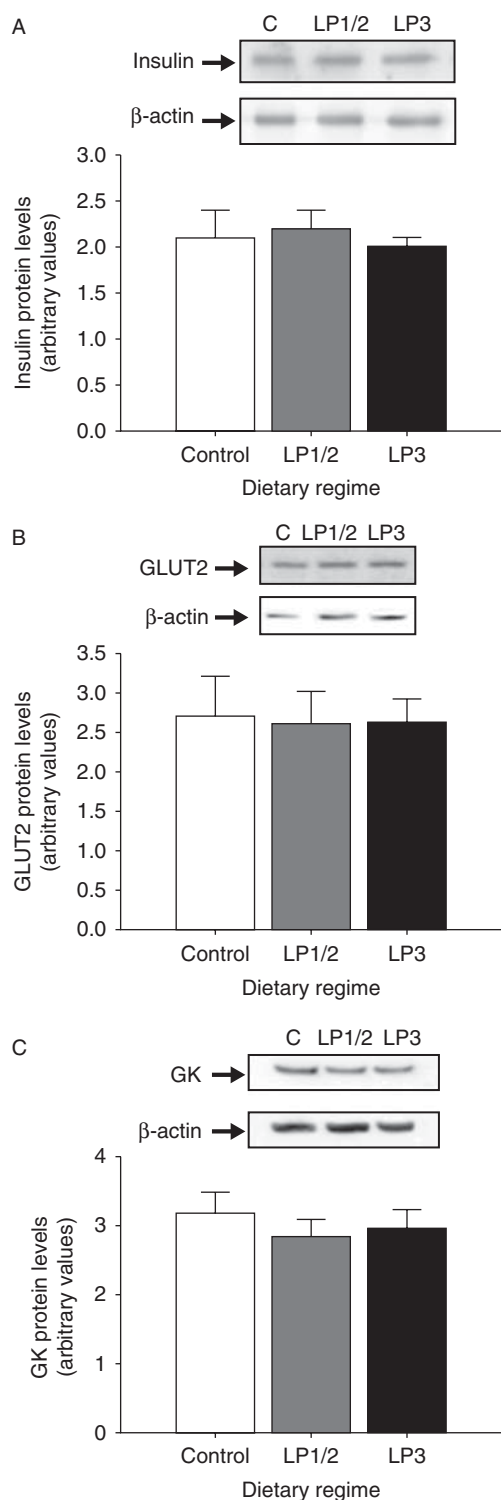 A
C LP1/2 LP3
Insulin
β-actin
3.0
2.5
2.0
1.5
1.0
0.5
0.0
Insulin protein levels
(arbitrary values)
Control LP1/2 LP3
Dietary regime
B
C LP1/2 LP3
GLUT2
β-actin
3.5
3.0
2.5
2.0
1.5
1.0
0.5
0.0
GLUT2 protein levels
(arbitrary values)
Control LP1/2 LP3
Dietary regime
C
C LP1/2 LP3
GK
β-actin
4
3
2
1
0
GK protein levels
(arbitrary values)
Control LP1/2 LP3
Dietary regime